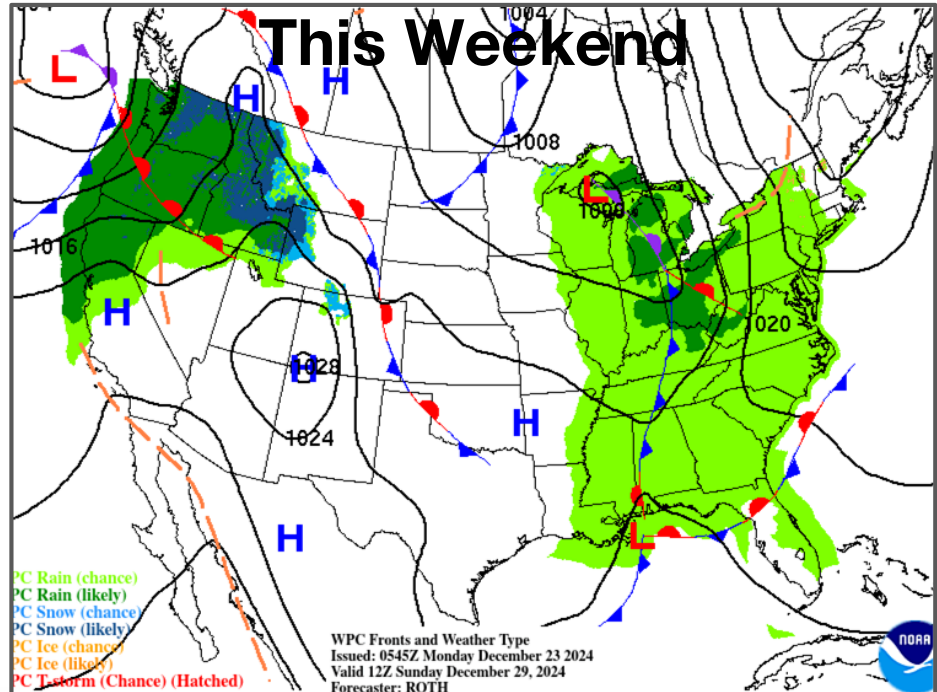 This Weekend
1004
H
L
H
1008
L
1008
1016
H
1020
H
1028
H
1024
H
L
PC Rain (chance)
PC Rain (likely)
PC Snow (chance)
PC Snow (likely)
PC Ice (chance)
PC Ice (likely)
PC T-storm (Chance) (Hatched)
WPC Fronts and Weather Type
Issued: 0545Z Monday December 23 2024
Valid 12Z Sunday December 29, 2024
Forecaster: ROTH
NOAA